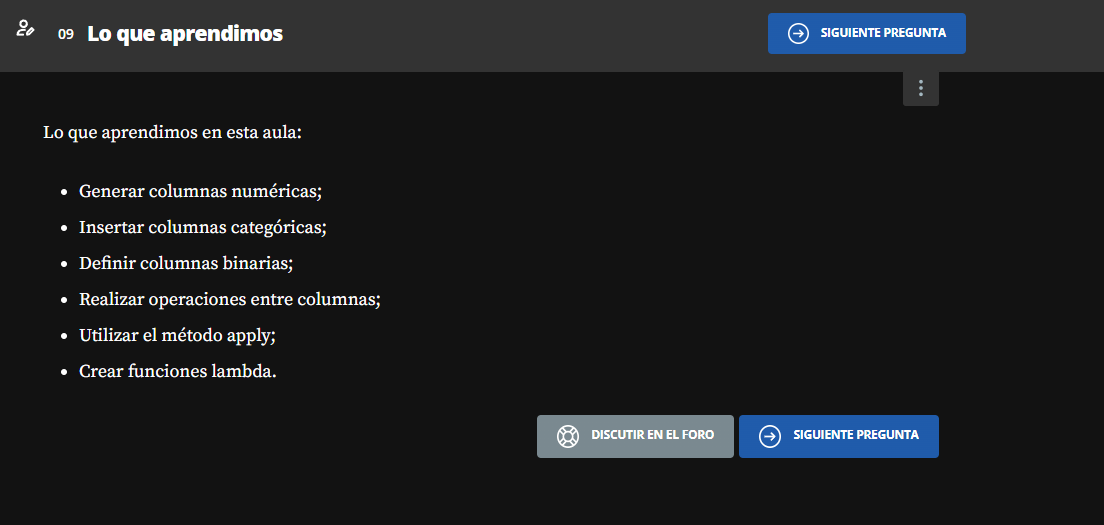 09 Lo que aprendimos
SIGUIENTE PREGUNTA
Lo que aprendimos en esta aula:
• Generar columnas numéricas;
• Insertar columnas categóricas;
• Definir columnas binarias;
• Realizar operaciones entre columnas;
• Utilizar el método apply;
• Crear funciones lambda.
DISCUTIR EN EL FORO
SIGUIENTE PREGUNTA